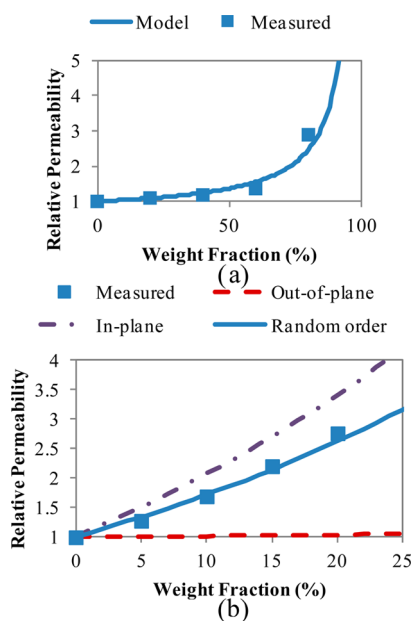 Model Measured
5
4
3
2
1
0 50 100
Relative Permeability
Weight Fraction (%)
(a)
Measured Out-of-plane
In-plane Random order
4
3.5
3
2.5
2
1.5
1
0 5 10 15 20 25
Relative Permeability
Weight Fraction (%)
(b)